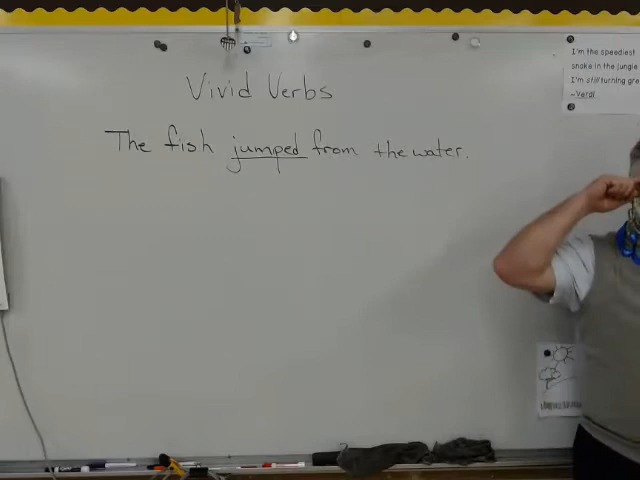 Vivid Verbs
The fish jumped from the water.
I'm the speediest
snake in the jungle
I'm still turning gre
-Verdi